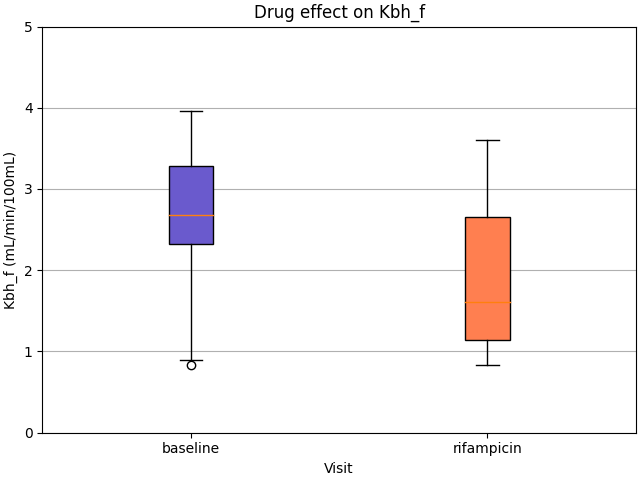 Drug effect on Kbh_f
Kbh_f (mL/min/100mL)
5
4
3
2
1
0
baseline
rifampicin
Visit